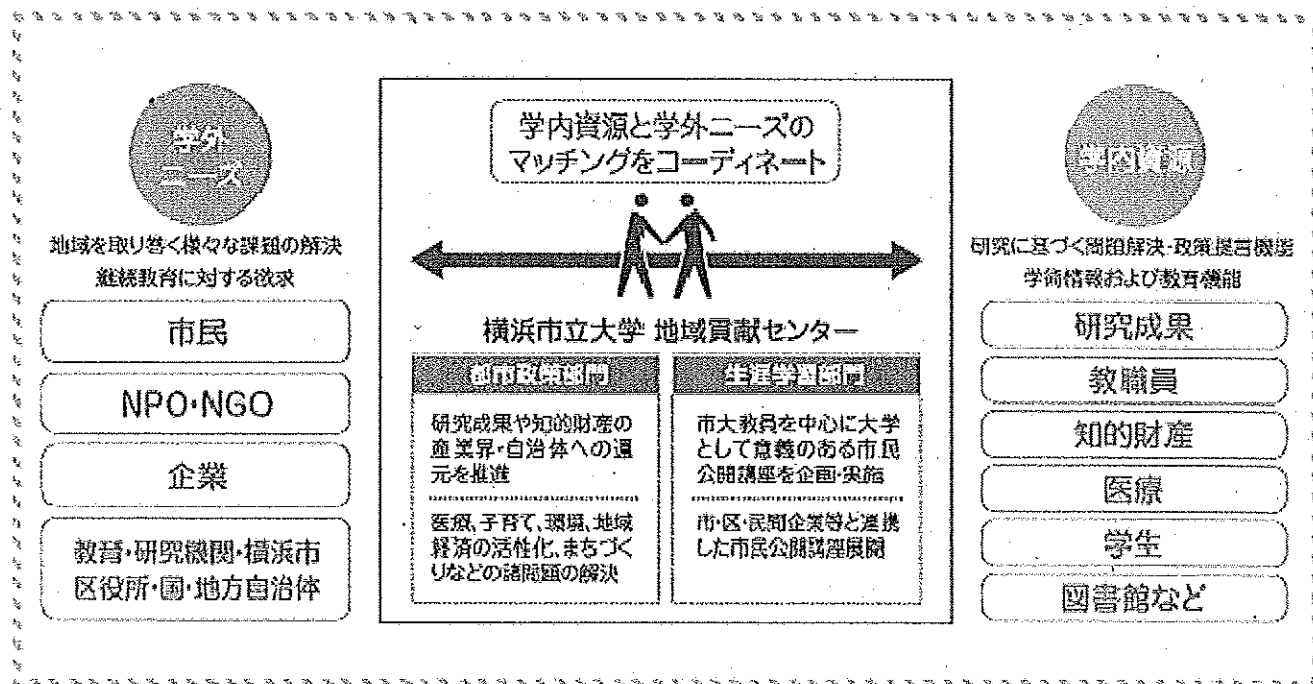 学外
ニーズ
地域を取り巻く様々な課題の解決
継続教育に対する欲求
市民
NPO・NGO
企業
教育・研究機関・横浜市
区役所・国・地方自治体
学内資源と学外ニーズの
マッチングをコーディネート
横浜市立大学 地域貢献センター
都市政策部門
研究成果や知的財産の
産業界・自治体への還
元を推進
医療、子育て、環境、地域
経済の活性化、まちづく
りなどの諸問題の解決
生涯学習部門
市大教員を中心に大学
として意義のある市民
公開講座を企画・実施
市・区・民間企業等と連携
した市民公開講座展開
学内資源
研究に基づく問題解決・政策提言機能
学術情報および教育機能
研究成果
教職員
知的財産
医療
学生
図書館など